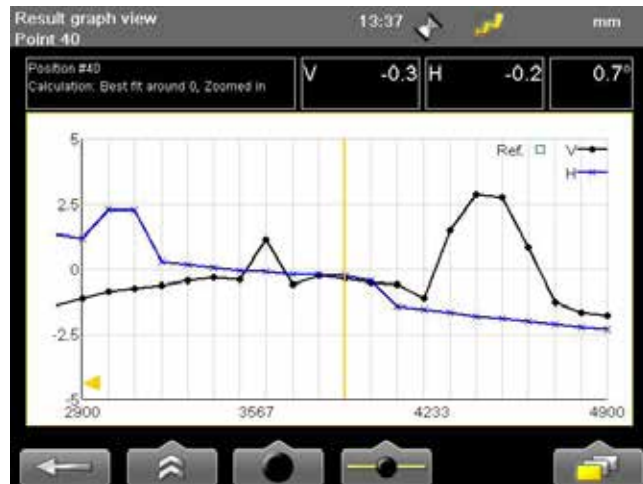 Result graph view
13:37
mm
Point 40
Position #40
Calculation: Best fit around 0, Zoomed in
V -0.3
H -0.2
0.7°
5
Ref. V
H
2.5
0
-2.5
-5
2900 3567 4233 4900